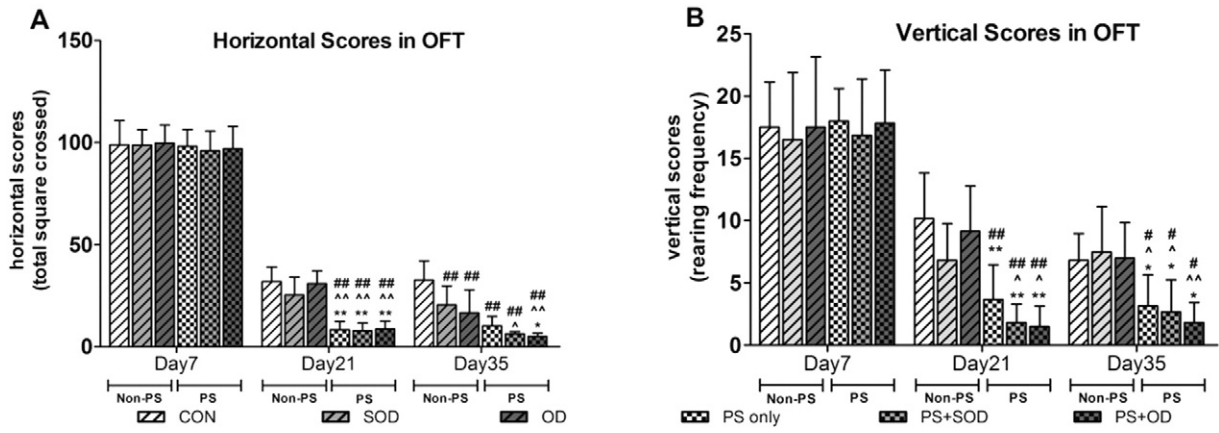 A
Horizontal Scores in OFT
horizontal scores
(total square crossed)
150
100
50
0
## ## ##
^^ ^^ ^^
** ** **
## ##
##
##
^
##
^^
*
Day7 Day21 Day35
Non-PS PS Non-PS PS Non-PS PS
CON SOD OD
B
Vertical Scores in OFT
vertical scores
(rearing frequency)
25
20
15
10
5
0
##
**
##
^
**
##
^
**
#
^
*
#
^
*
#
^^
*
Day7 Day21 Day35
Non-PS PS Non-PS PS Non-PS PS
PS only PS+SOD PS+OD